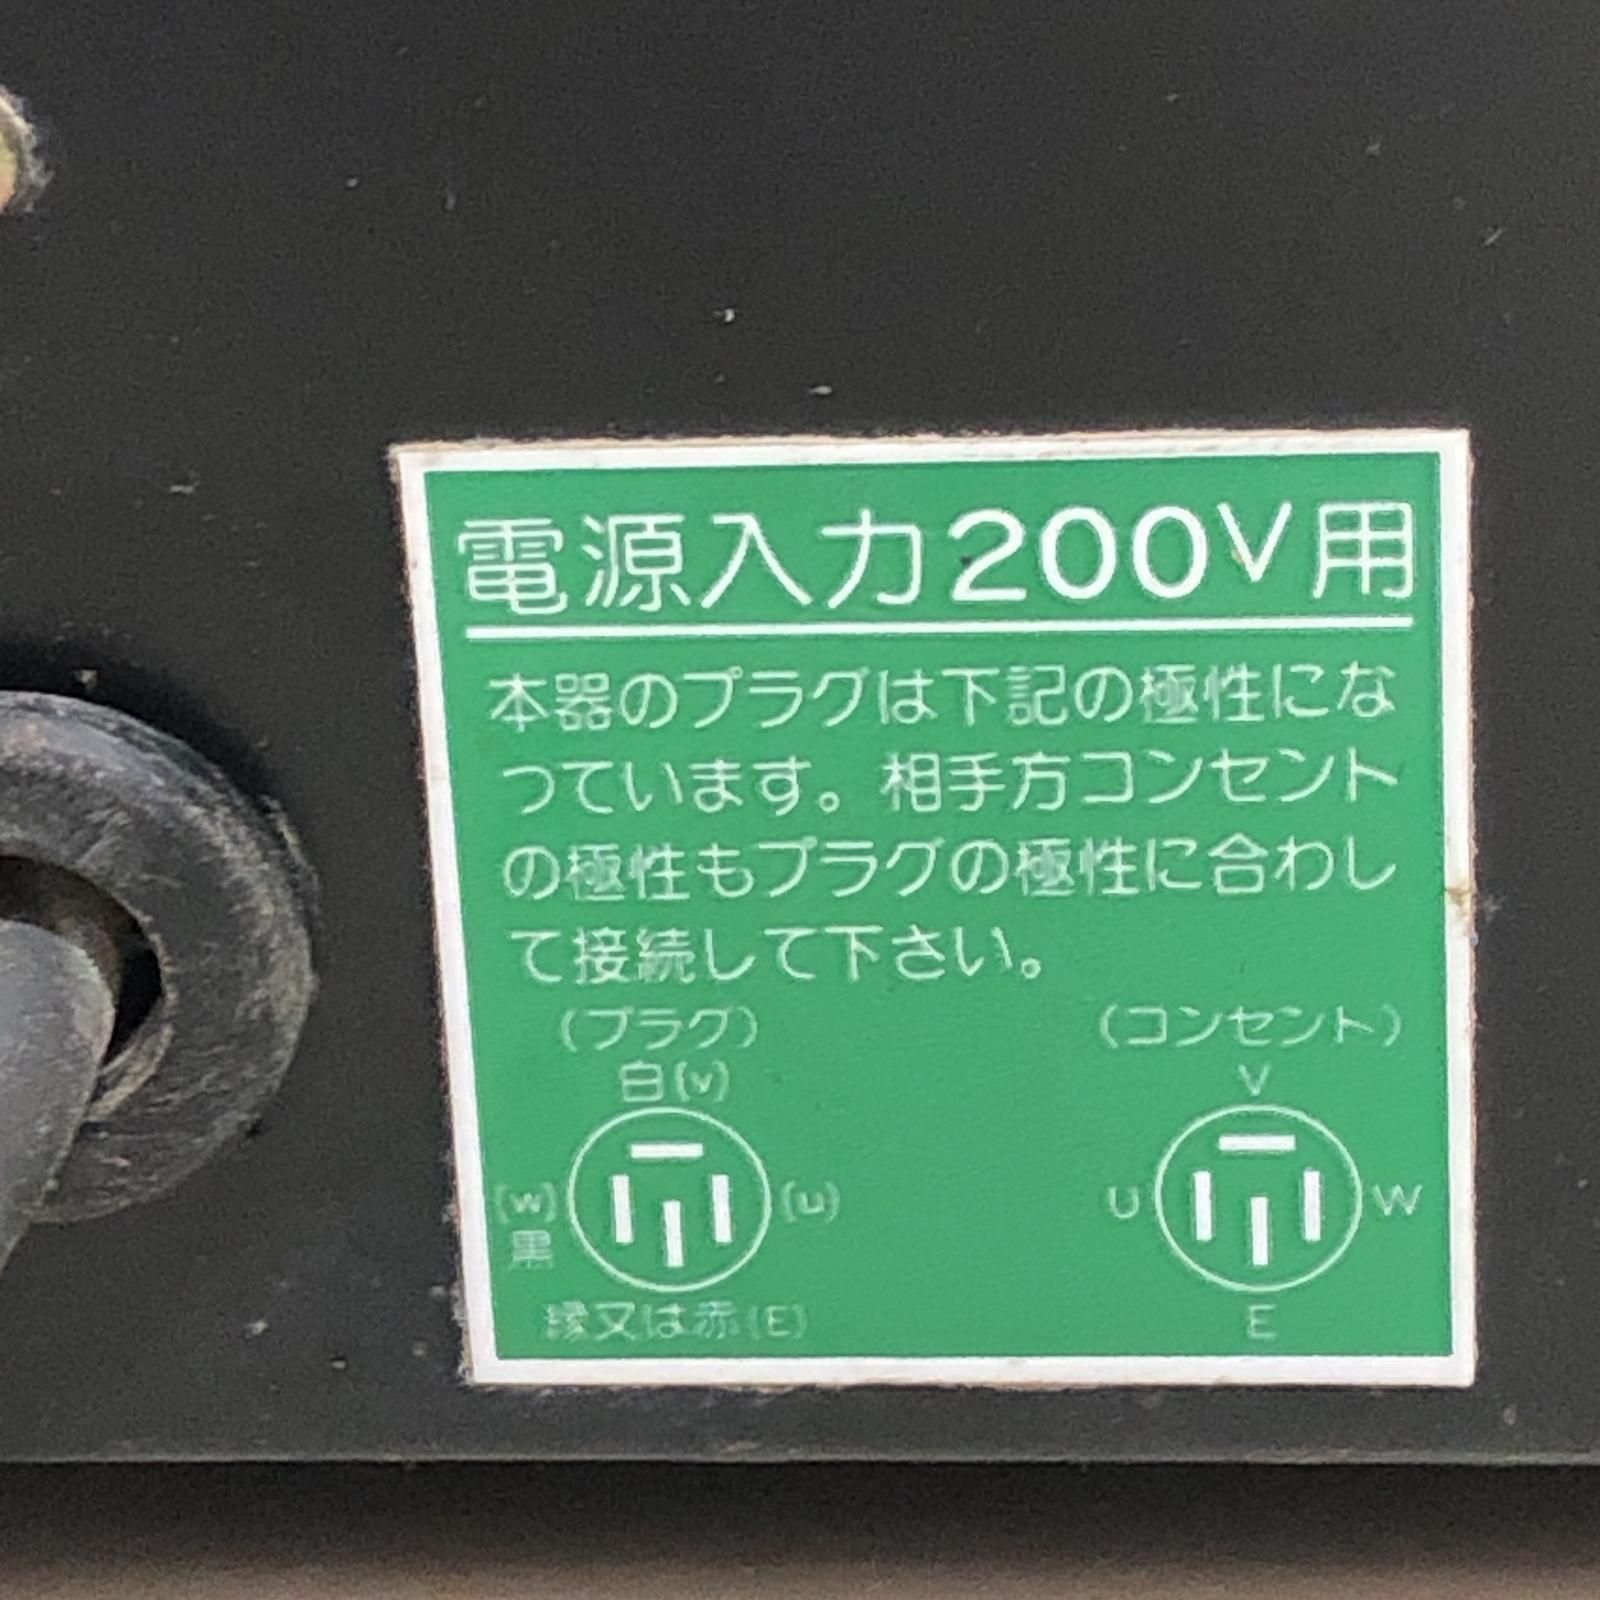 電源入力200V用
本器のプラグは下記の極性にな
っています。相手方コンセント
の極性もプラグの極性に合わし
て接続して下さい。
(プラグ)
白(v)
(w)
黒
(u)
緑又は赤(E)
(コンセント)
V
U
W
E